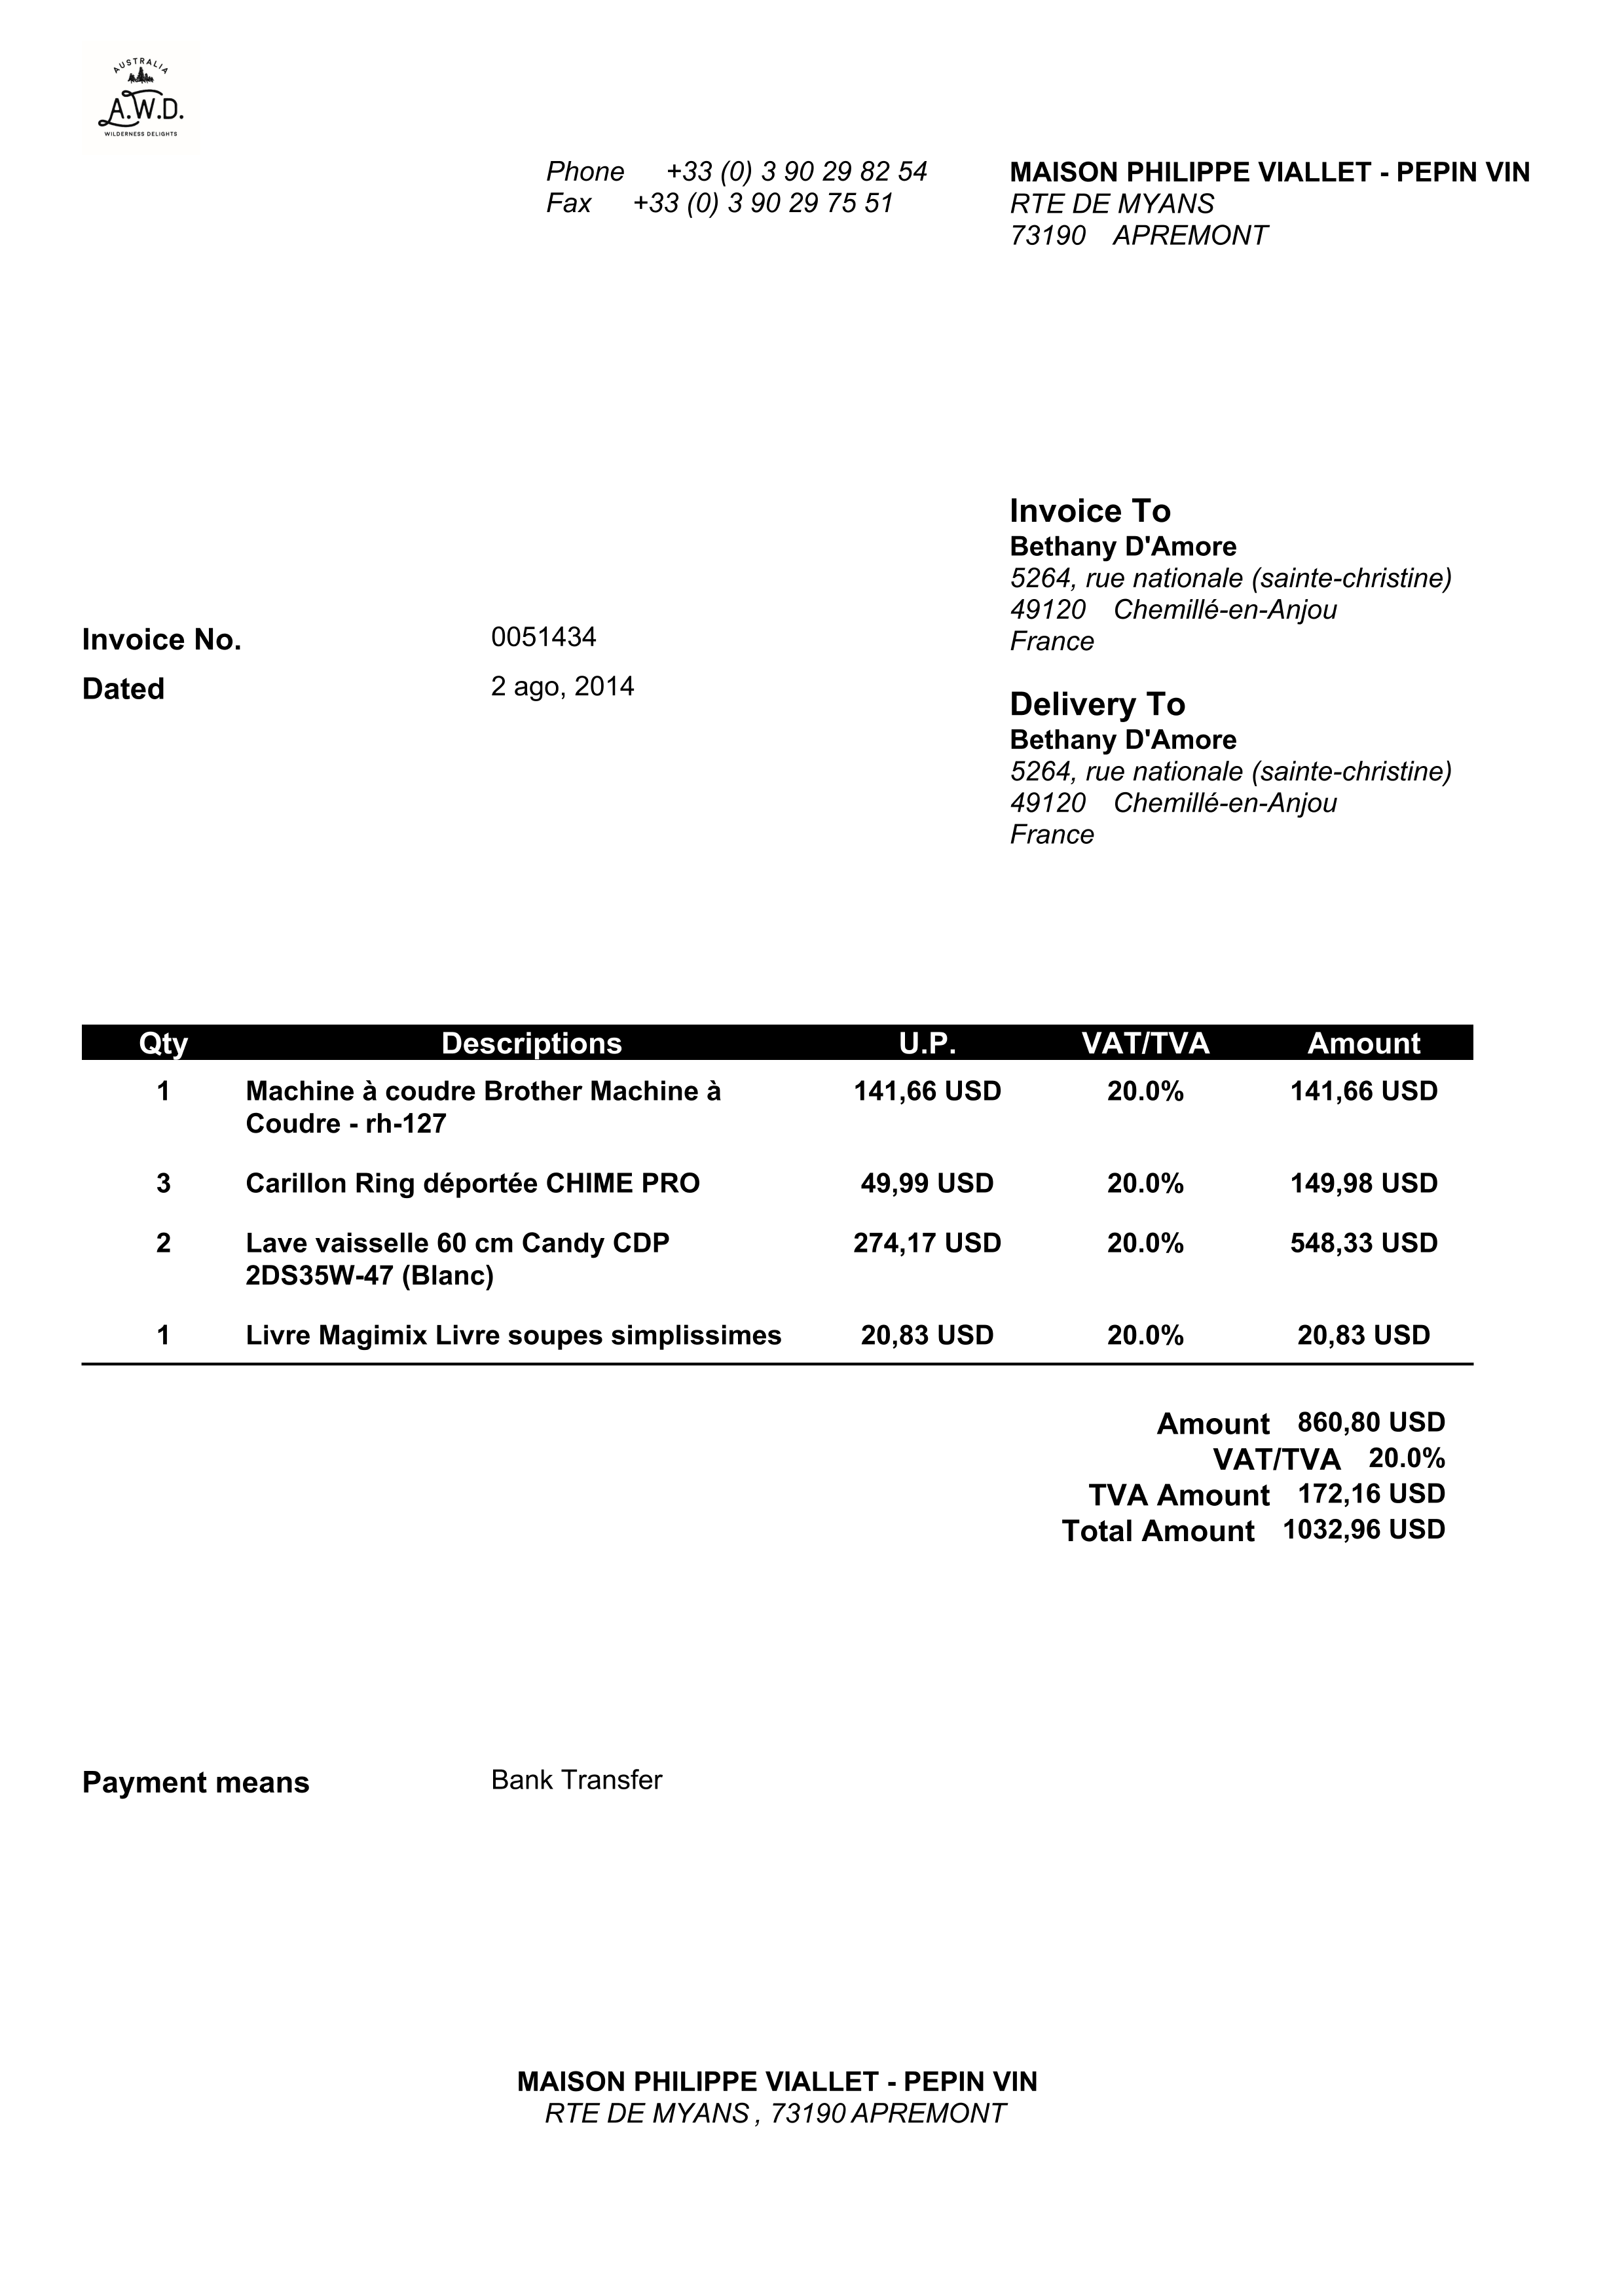 AUSTRALIA
A.W.D.
WILDERNESS DELIGHTS
Phone +33 (0) 3 90 29 82 54
Fax +33 (0) 3 90 29 75 51
MAISON PHILIPPE VIALLET - PEPIN VIN
RTE DE MYANS
73190 APREMONT
Invoice No. 0051434
Dated 2 ago, 2014
Invoice To
Bethany D'Amore
5264, rue nationale (sainte-christine)
49120 Chemillé-en-Anjou
France
Delivery To
Bethany D'Amore
5264, rue nationale (sainte-christine)
49120 Chemillé-en-Anjou
France
Qty Descriptions U.P. VAT/TVA Amount
1 Machine à coudre Brother Machine à 141,66 USD 20.0% 141,66 USD
Coudre - rh-127
3 Carillon Ring déportée CHIME PRO 49,99 USD 20.0% 149,98 USD
2 Lave vaisselle 60 cm Candy CDP 274,17 USD 20.0% 548,33 USD
2DS35W-47 (Blanc)
1 Livre Magimix Livre soupes simplissimes 20,83 USD 20.0% 20,83 USD
Amount 860,80 USD
VAT/TVA 20.0%
TVA Amount 172,16 USD
Total Amount 1032,96 USD
Payment means Bank Transfer
MAISON PHILIPPE VIALLET - PEPIN VIN
RTE DE MYANS , 73190 APREMONT